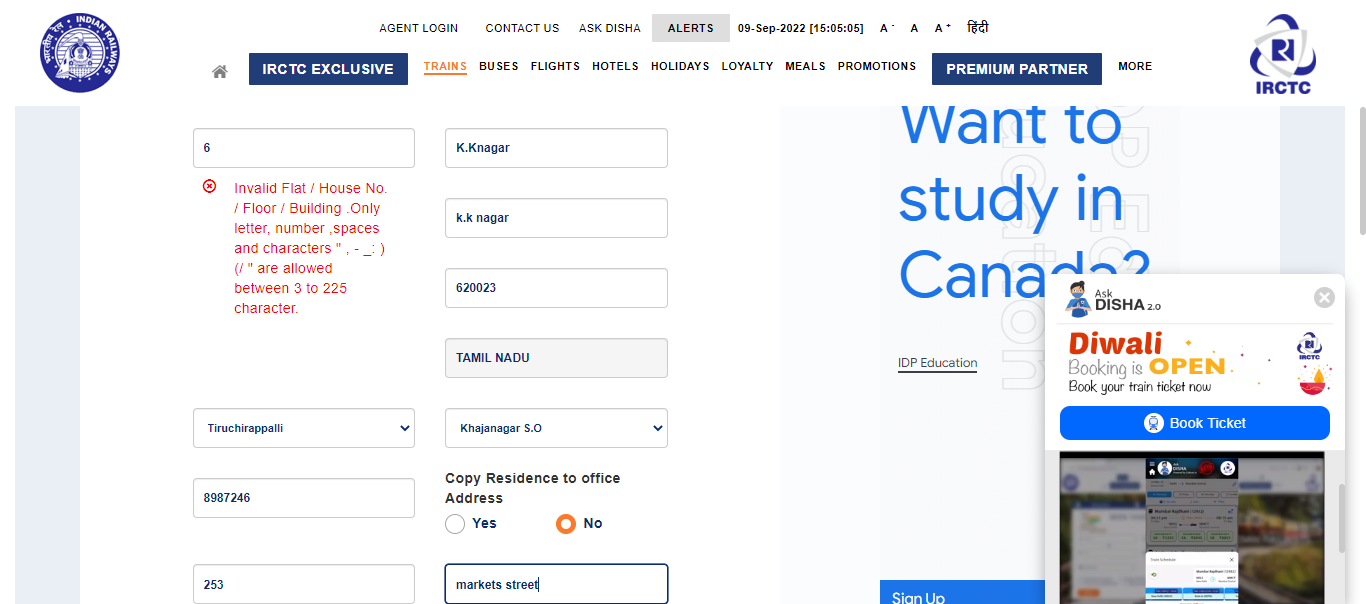 AGENT LOGIN CONTACT US ASK DISHA ALERTS 09-Sep-2022 [15:05:05] A - A A + हिंदी
INDIAN RAILWAYS
भारतीय रेल
IRCTC EXCLUSIVE TRAINS BUSES FLIGHTS HOTELS HOLIDAYS LOYALTY MEALS PROMOTIONS PREMIUM PARTNER MORE
IRCTC
6
K.Knagar
Invalid Flat / House No.
/ Floor / Building .Only
letter, number ,spaces
and characters " , - _: )
(/ " are allowed
between 3 to 225
character.
k.k nagar
620023
TAMIL NADU
Tiruchirappalli
Khajanagar S.O
8987246
Copy Residence to office
Address
Yes
No
253
markets street
Want to
study in
Canada?
IDP Education
Sign Up
Ask
DISHA 2.0
Diwali
Booking is OPEN
Book your train ticket now
IRCTC
Book Ticket